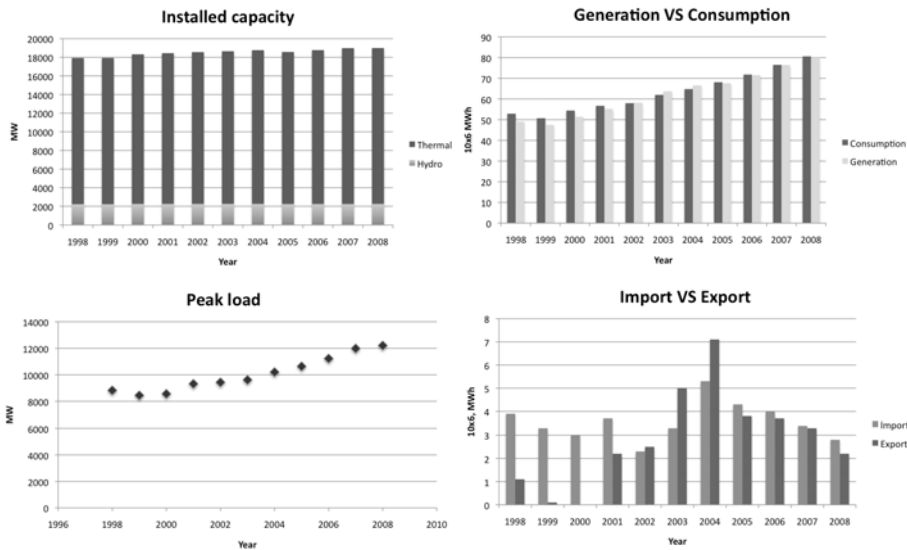 Installed capacity
20000
18000
16000
14000
12000
10000
8000
6000
4000
2000
0
MW
Thermal
Hydro
1998 1999 2000 2001 2002 2003 2004 2005 2006 2007 2008
Year
Generation VS Consumption
90
80
70
60
50
40
30
20
10
0
10x6 MWh
Consumption
Generation
1998 1999 2000 2001 2002 2003 2004 2005 2006 2007 2008
Year
Peak load
14000
12000
10000
8000
6000
4000
2000
0
MW
1996 1998 2000 2002 2004 2006 2008 2010
Year
Import VS Export
8
7
6
5
4
3
2
1
0
10x6, MWh
Import
Export
1998 1999 2000 2001 2002 2003 2004 2005 2006 2007 2008
Year